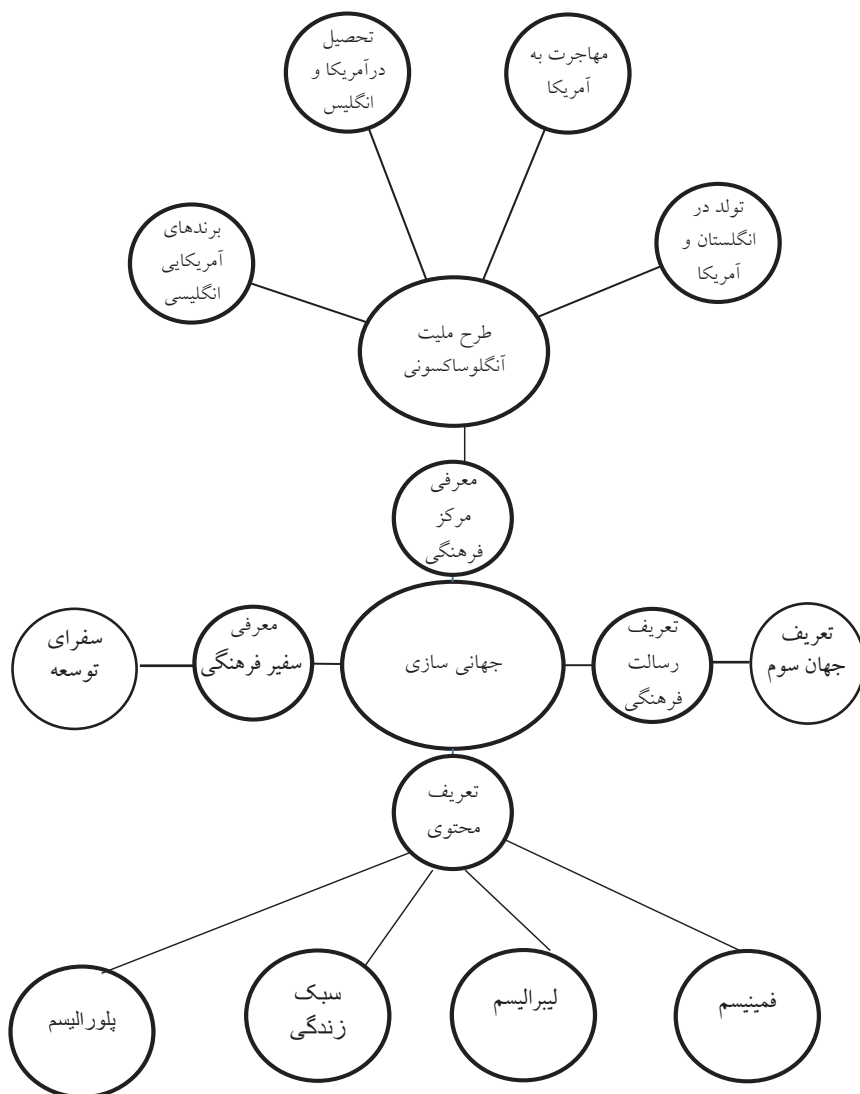 تحصیل
درآمریکا و
انگلیس
مهاجرت به
آمریکا
تولد در
انگلستان و
آمریکا
برندهای
آمریکایی
انگلیسی
طرح ملیت
آنگلوساکسونی
معرفی
مرکز
فرهنگی
تعریف
جهان سوم
تعریف
رسالت
فرهنگی
جهانی سازی
معرفی
سفیر فرهنگی
سفرای
توسعه
تعریف
محتوی
فمینیسم
لیبرالیسم
سبک
زندگی
پلورالیسم